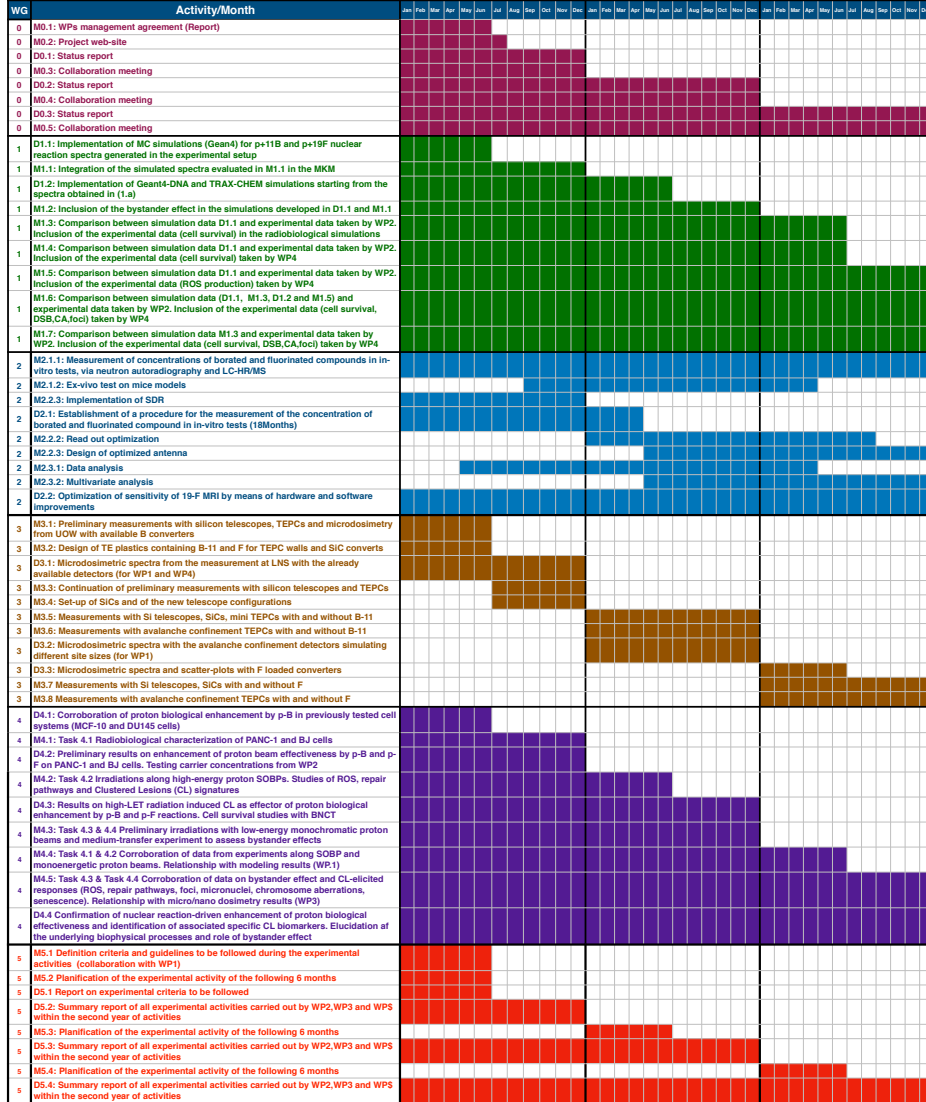 WG Activity/Month Jan Feb Mar Apr May Jun Jul Aug Sep Oct Nov Dec Jan Feb Mar Apr May Jun Jul Aug Sep Oct Nov Dec Jan Feb Mar Apr May Jun Jul Aug Sep Oct Nov D
0 M0.1: WPs management agreement (Report)
0 M0.2: Project web-site
0 D0.1: Status report
0 M0.3: Collaboration meeting
0 D0.2: Status report
0 M0.4: Collaboration meeting
0 D0.3: Status report
0 M0.5: Collaboration meeting
1 D1.1: Implementation of MC simulations (Gean4) for p+11B and p+19F nuclear
reaction spectra generated in the experimental setup
1 M1.1: Integration of the simulated spectra evaluated in M1.1 in the MKM
1 D1.2: Implementation of Geant4-DNA and TRAX-CHEM simulations starting from the
spectra obtained in (1.a)
1 M1.2: Inclusion of the bystander effect in the simulations developed in D1.1 and M1.1
1 M1.3: Comparison between simulation data D1.1 and experimental data taken by WP2.
Inclusion of the experimental data (cell survival) in the radiobiological simulations
1 M1.4: Comparison between simulation data D1.1 and experimental data taken by WP2.
Inclusion of the experimental data (cell survival) taken by WP4
1 M1.5: Comparison between simulation data D1.1 and experimental data taken by WP2.
Inclusion of the experimental data (ROS production) taken by WP4
1 M1.6: Comparison between simulation data (D1.1, M1.3, D1.2 and M1.5) and
experimental data taken by WP2. Inclusion of the experimental data (cell survival,
DSB,CA,foci) taken by WP4
1 M1.7: Comparison between simulation data M1.3 and experimental data taken by
WP2. Inclusion of the experimental data (cell survival, DSB,CA,foci) taken by WP4
2 M2.1.1: Measurement of concentrations of borated and fluorinated compounds in in-
vitro tests, via neutron autoradiography and LC-HR/MS
2 M2.1.2: Ex-vivo test on mice models
2 M2.2.3: Implementation of SDR
2 D2.1: Establishment of a procedure for the measurement of the concentration of
borated and fluorinated compound in in-vitro tests (18Months)
2 M2.2.2: Read out optimization
2 M2.2.3: Design of optimized antenna
2 M2.3.1: Data analysis
2 M2.3.2: Multivariate analysis
2 D2.2: Optimization of sensitivity of 19-F MRI by means of hardware and software
improvements
3 M3.1: Preliminary measurements with silicon telescopes, TEPCs and microdosimetry
from UOW with available B converters
3 M3.2: Design of TE plastics containing B-11 and F for TEPC walls and SiC converts
3 D3.1: Microdosimetric spectra from the measurement at LNS with the already
available detectors (for WP1 and WP4)
3 M3.3: Continuation of preliminary measurements with silicon telescopes and TEPCs
3 M3.4: Set-up of SiCs and of the new telescope configurations
3 M3.5: Measurements with Si telescopes, SiCs, mini TEPCs with and without B-11
3 M3.6: Measurements with avalanche confinement TEPCs with and without B-11
3 D3.2: Microdosimetric spectra with the avalanche confinement detectors simulating
different site sizes (for WP1)
3 D3.3: Microdosimetric spectra and scatter-plots with F loaded converters
3 M3.7 Measurements with Si telescopes, SiCs with and without F
3 M3.8 Measurements with avalanche confinement TEPCs with and without F
4 D4.1: Corroboration of proton biological enhancement by p-B in previously tested cell
systems (MCF-10 and DU145 cells)
4 M4.1: Task 4.1 Radiobiological characterization of PANC-1 and BJ cells
4 D4.2: Preliminary results on enhancement of proton beam effectiveness by p-B and p-
F on PANC-1 and BJ Cells. Testing carrier concentrations from WP2
4 M4.2: Task 4.2 Irradiations along high-energy proton SOBPs. Studies of ROS, repair
pathways and Clustered Lesions (CL) signatures
4 D4.3: Results on high-LET radiation induced CL as effector of proton biological
enhancement by p-B and p-F reactions. Cell survival studies with BNCT
4 M4.3: Task 4.3 & 4.4 Preliminary irradiations with low-energy monochromatic proton
beams and medium-transfer experiment to assess bystander effects
4 M4.4: Task 4.1 & 4.2 Corroboration of data from experiments along SOBP and
monoenergetic proton beams. Relationship with modeling results (WP.1)
4 M4.5: Task 4.3 & Task 4.4 Corroboration of data on bystander effect and CL-elicited
responses (ROS, repair pathways, foci, micronuclei, chromosome aberrations,
senescence). Relationship with micro/nano dosimetry results (WP3)
4 D4.4 Confirmation of nuclear reaction-driven enhancement of proton biological
effectiveness and identification of associated specific CL biomarkers. Elucidation af
the underlying biophysical processes and role of bystander effect
5 M5.1 Definition criteria and guidelines to be followed during the experimental
activities (collaboration with WP1)
5 M5.2 Planification of the experimental activity of the following 6 months
5 D5.1 Report on experimental criteria to be followed
5 D5.2: Summary report of all experimental activities carried out by WP2,WP3 and WP$
within the second year of activities
5 M5.3: Planification of the experimental activity of the following 6 months
5 D5.3: Summary report of all experimental activities carried out by WP2,WP3 and WP$
within the second year of activities
5 M5.4: Planification of the experimental activity of the following 6 months
5 D5.4: Summary report of all experimental activities carried out by WP2,WP3 and WP$
within the second year of activities